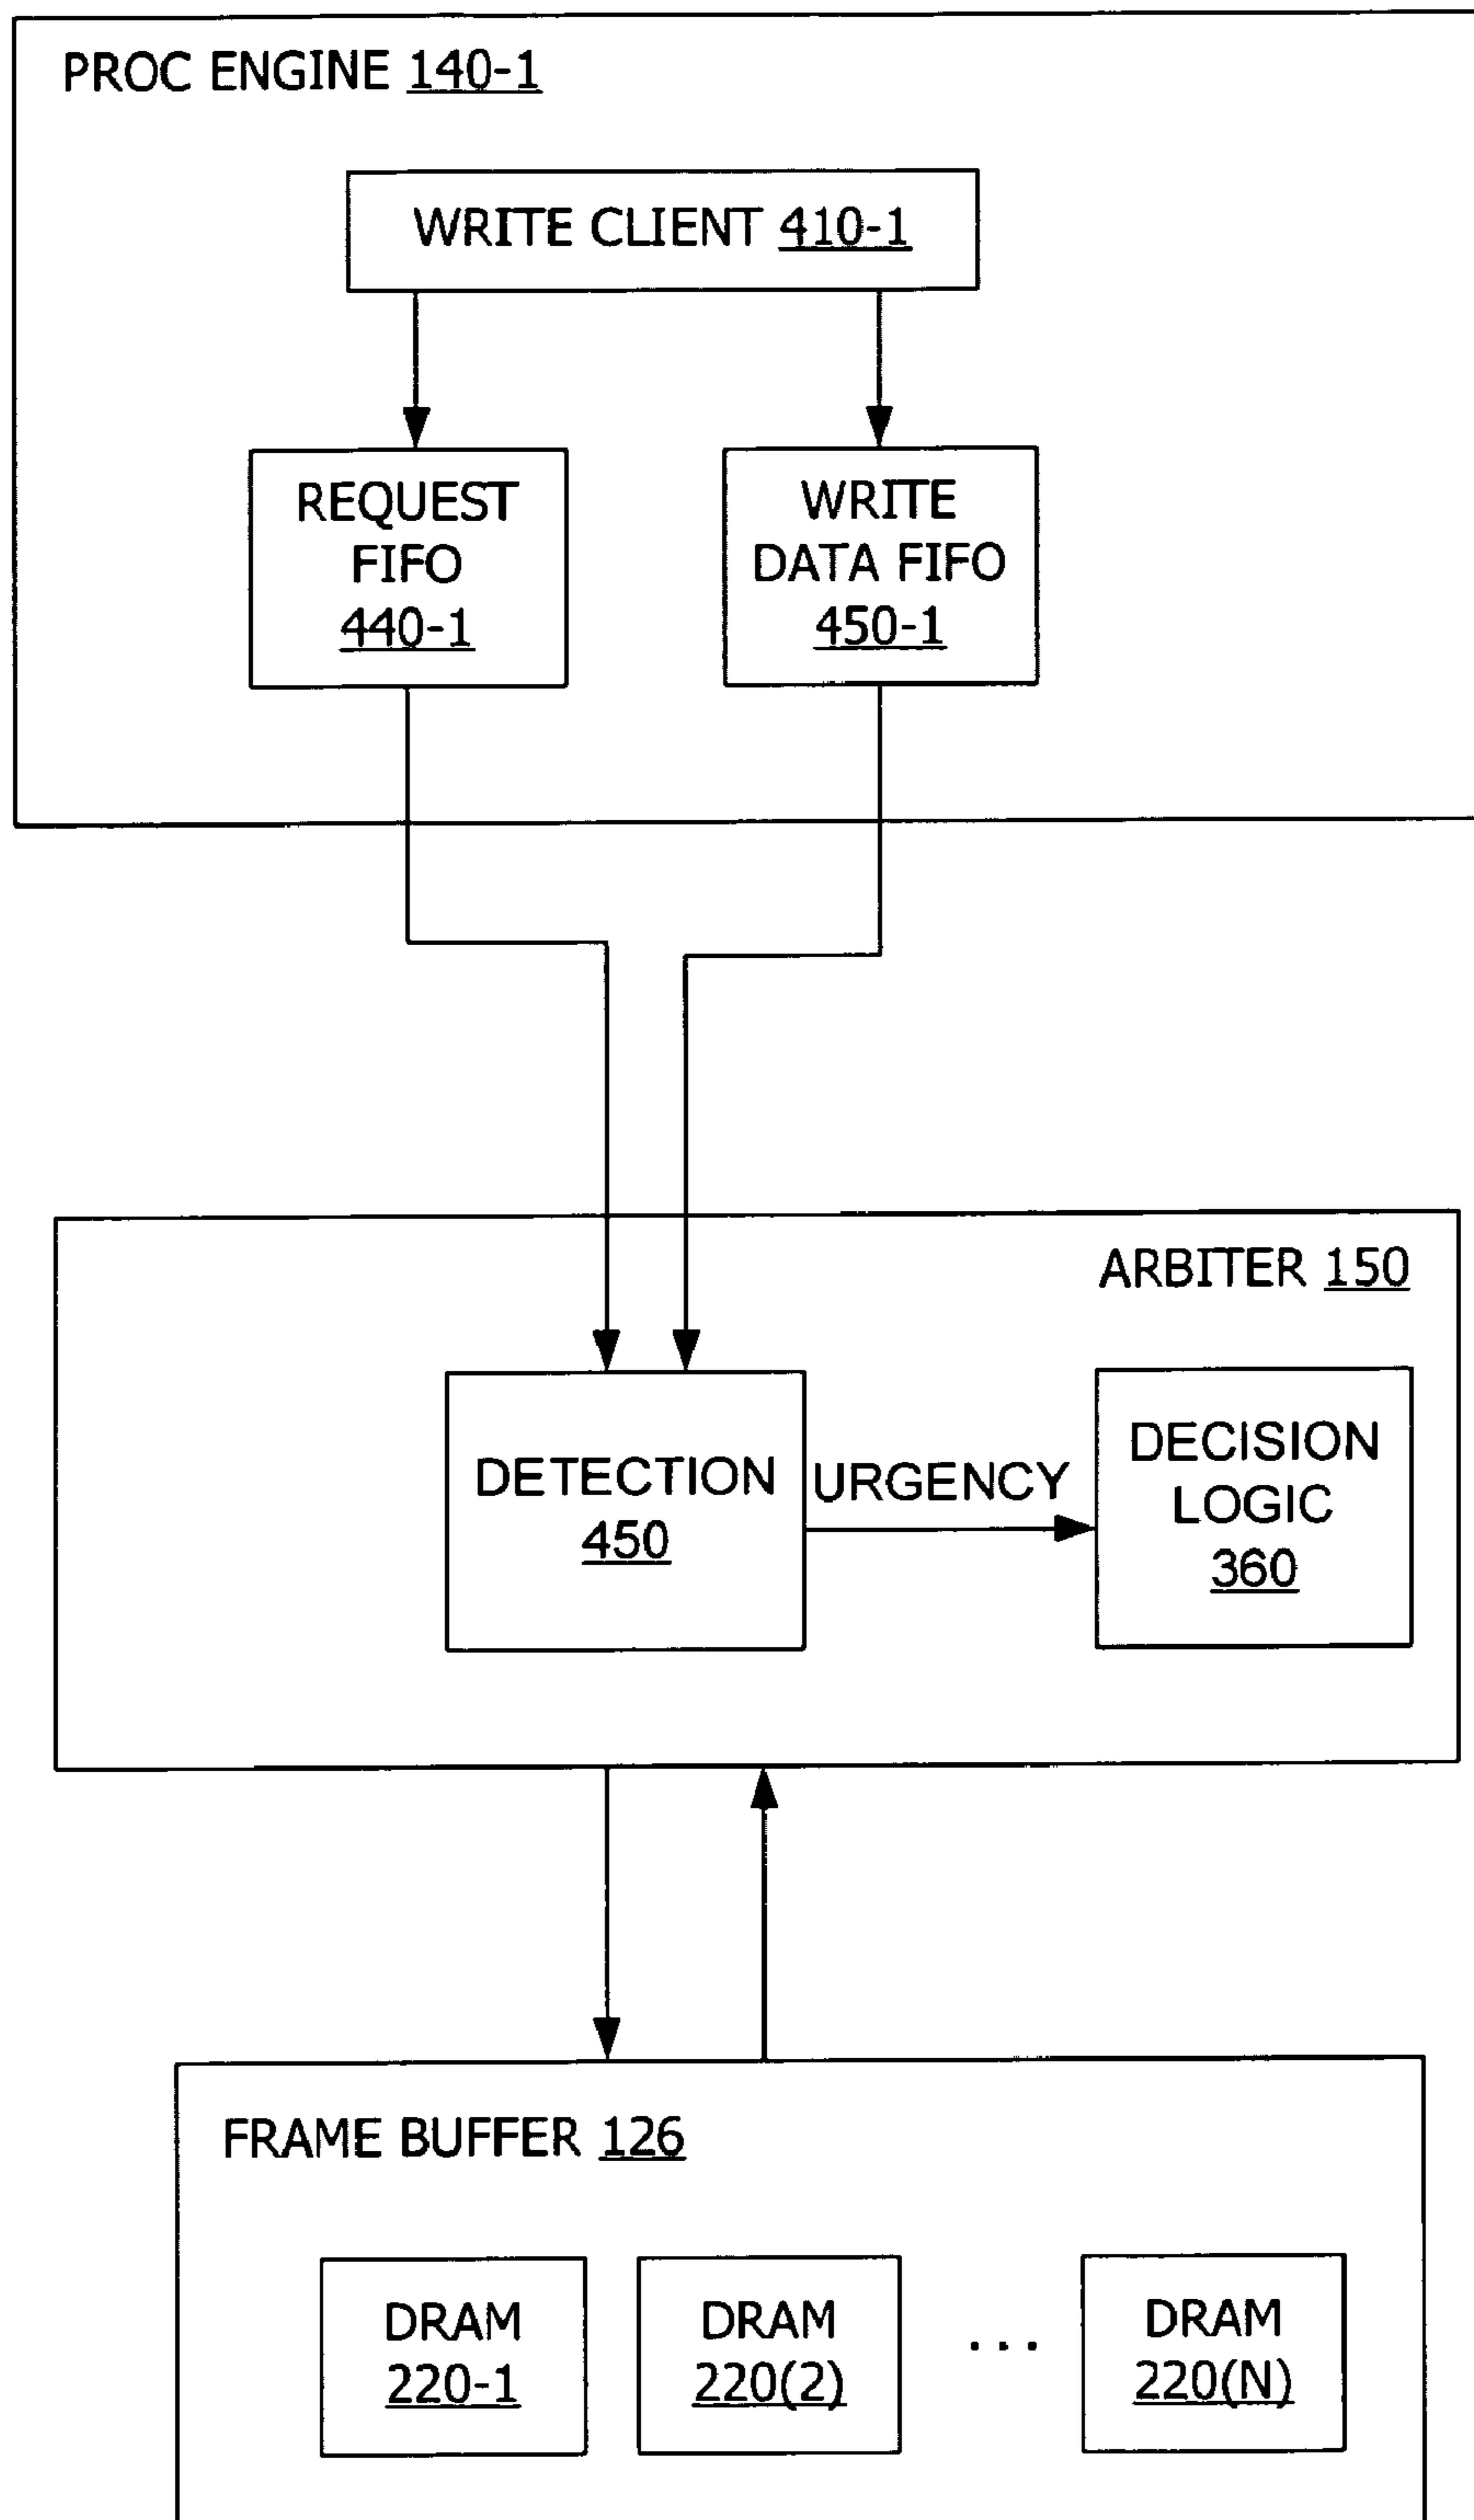 PROC ENGINE 140-1
WRITE CLIENT 410-1
REQUEST
FIFO
440-1
WRITE
DATA FIFO
450-1
ARBITER 150
DETECTION
450
URGENCY
DECISION
LOGIC
360
FRAME BUFFER 126
DRAM
220-1
DRAM
220(2)
...
DRAM
220(N)